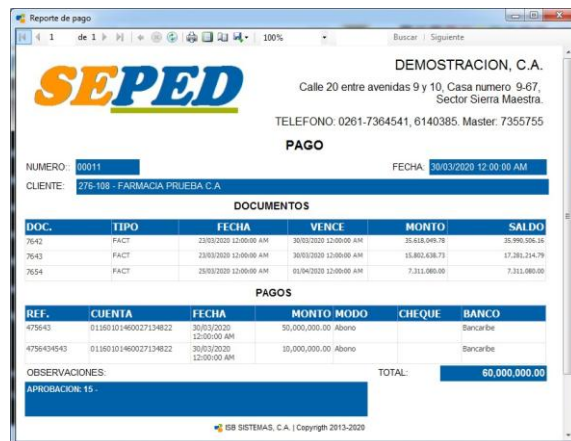 Reporte de pago
1 de 1 100% Buscar | Siguiente
SEPED
DEMOSTRACION, C.A.
Calle 20 entre avenidas 9 y 10, Casa numero 9-67,
Sector Sierra Maestra.
TELEFONO: 0261-7364541, 6140385. Master: 7355755
PAGO
NUMERO:: 00011 FECHA: 30/03/2020 12:00:00 AM
CLIENTE: 276-108 - FARMACIA PRUEBA C.A
DOCUMENTOS
DOC. TIPO FECHA VENCE MONTO SALDO
7642 FACT 23/03/2020 12:00:00 AM 30/03/2020 12:00:00 AM 35.618,049.78 35,990,506.16
7643 FACT 23/03/2020 12:00:00 AM 30/03/2020 12:00:00 AM 15,802,638.73 17,281,214.79
7654 FACT 25/03/2020 12:00:00 AM 01/04/2020 12:00:00 AM 7,311,080.00 7,311,080.00
PAGOS
REF. CUENTA FECHA MONTO MODO CHEQUE BANCO
475643 01160101460027134822 30/03/2020 50,000,000.00 Abono Bancaribe
12:00:00 AM
4756434543 01160101460027134822 30/03/2020 10,000,000.00 Abono Bancaribe
12:00:00 AM
OBSERVACIONES: TOTAL: 60,000,000.00
APROBACION: 15 -
ISB SISTEMAS, C.A. | Copyrigth 2013-2020